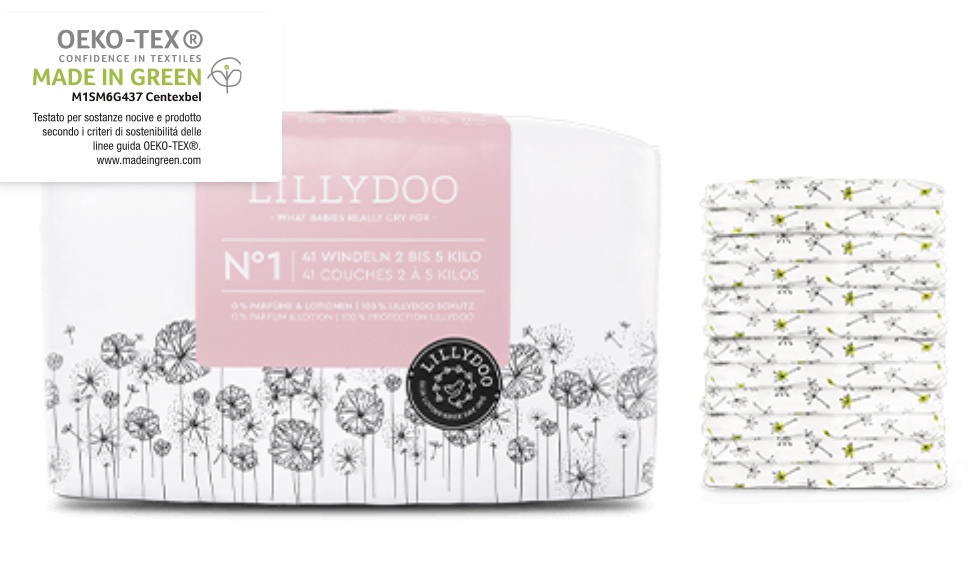 OEKO-TEX®
CONFIDENCE IN TEXTILES
MADE IN GREEN
M1SM6G437 Centexbel
Testato per sostanze nocive e prodotto
secondo i criteri di sostenibilitá delle
linee guida OEKO-TEX®.
www.madeingreen.com
LILLYDOO
- WHAT BABIES REALLY CRY FOR -
Nº1
41 WINDELN 2 BIS 5 KILO
41 COUCHES 2 À 5 KILOS
0 % PARFÜME & LOTIONEN | 100 % LILLYDOO SCHUTZ
0 % PARFUM & LOTION | 100 % PROTECTION LILLYDOO
LILLYDOO